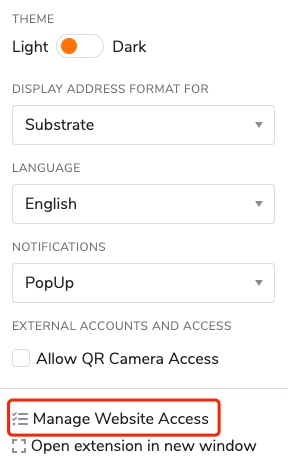 THEME
Light Dark
DISPLAY ADDRESS FORMAT FOR
Substrate
LANGUAGE
English
NOTIFICATIONS
PopUp
EXTERNAL ACCOUNTS AND ACCESS
Allow QR Camera Access
Manage Website Access
Open extension in new window